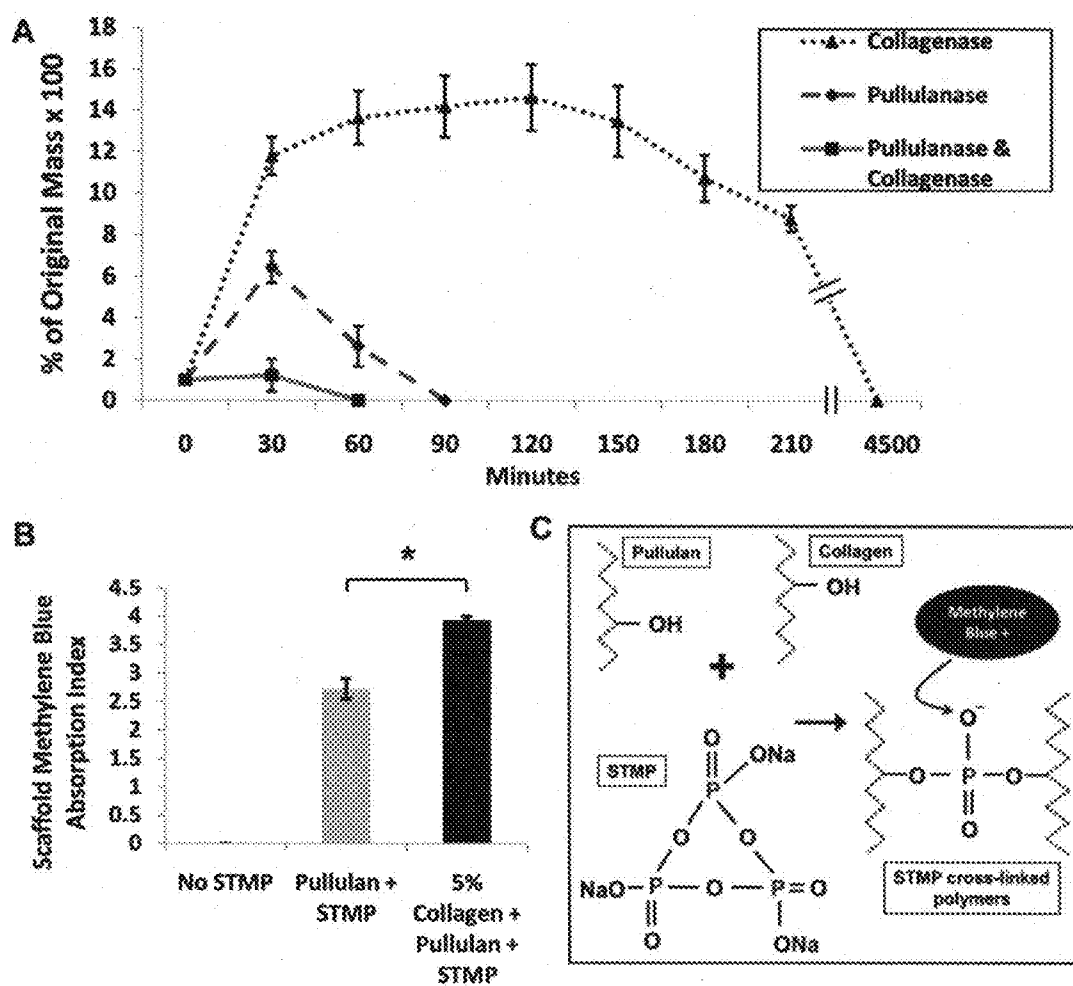 A
% of Original Mass x 100
18
16
14
12
10
8
6
4
2
0
0 30 60 90 120 150 180 210 4500
Minutes
Collagenase
Pullulanase
Pullulanase &
Collagenase
B
Scaffold Methylene Blue
Absorption Index
4.5
4
3.5
3
2.5
2
1.5
1
0.5
0
*
No STMP
Pullulan +
STMP
5%
Collagen +
Pullulan +
STMP
C
Pullulan
OH
Collagen
OH
+
STMP
O
ONa
P
O O
NaO P O P O
O
ONa
Methylene
Blue +
O-
O P O
O
STMP cross-linked
polymers